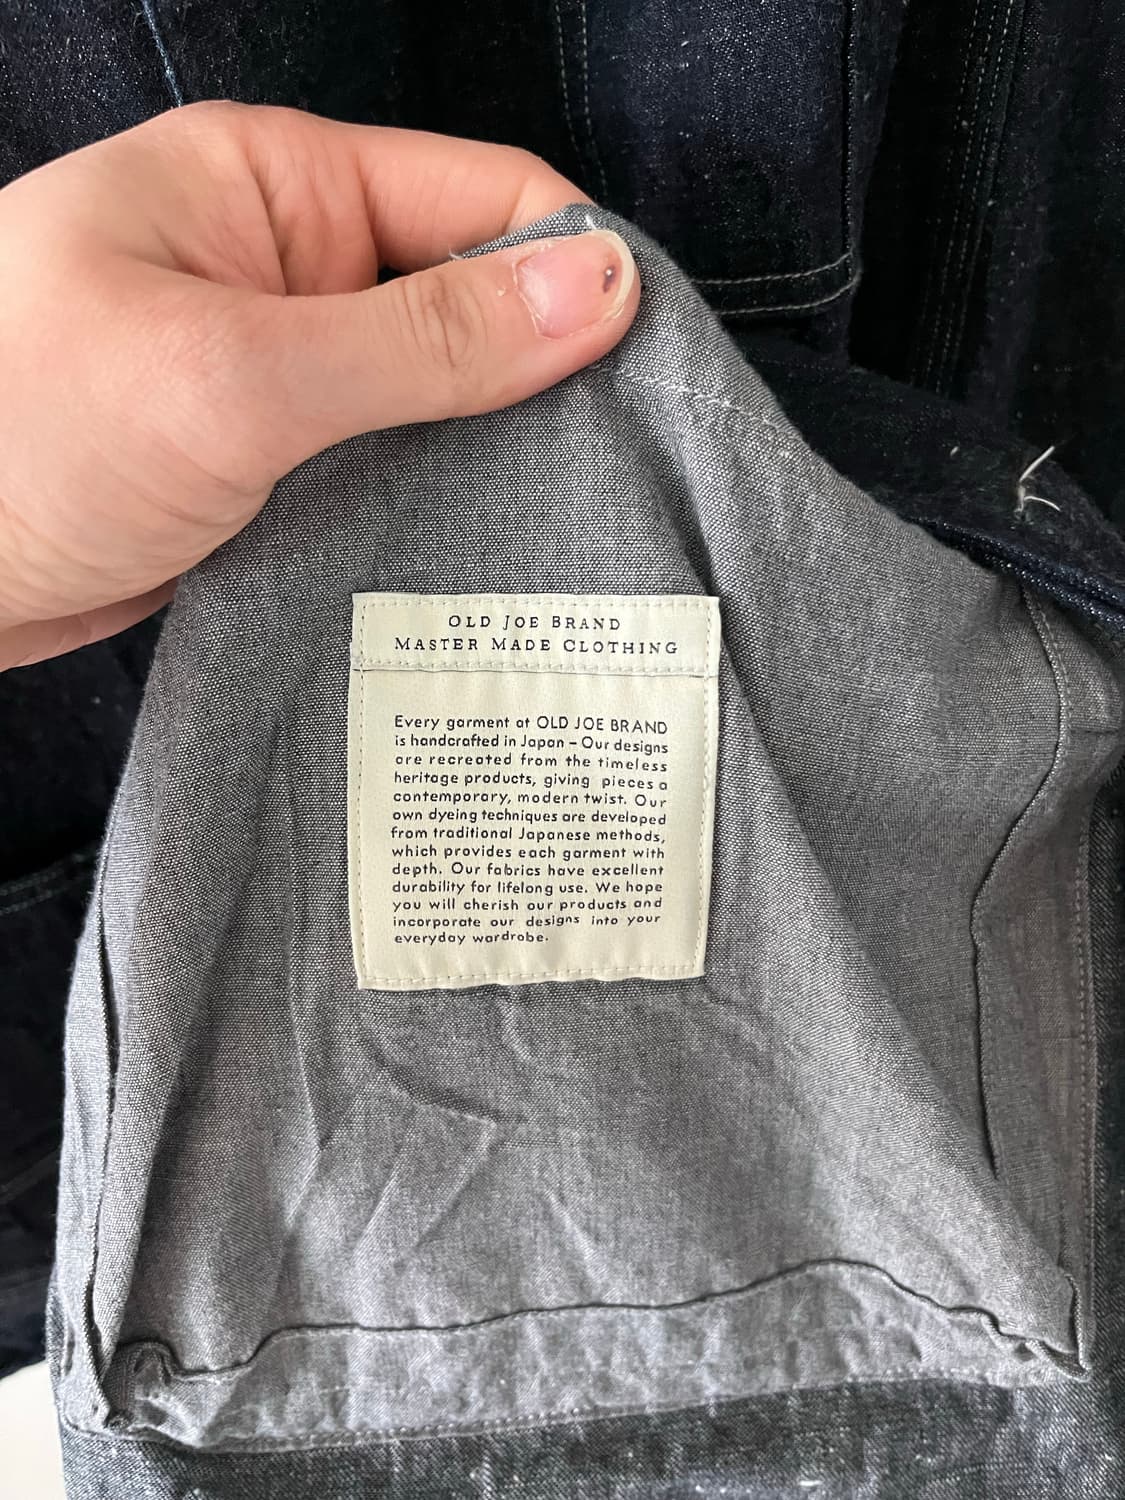 OLD JOE BRAND
MASTER MADE CLOTHING
Every garment at OLD JOE BRAND
is handcrafted in Japan – Our designs
are recreated from the timeless
heritage products, giving pieces a
contemporary, modern twist. Our
own dyeing techniques are developed
from traditional Japanese methods,
which provides each garment with
depth. Our fabrics have excellent
durability for lifelong use. We hope
you will cherish our products and
incorporate our designs into your
everyday wardrobe.